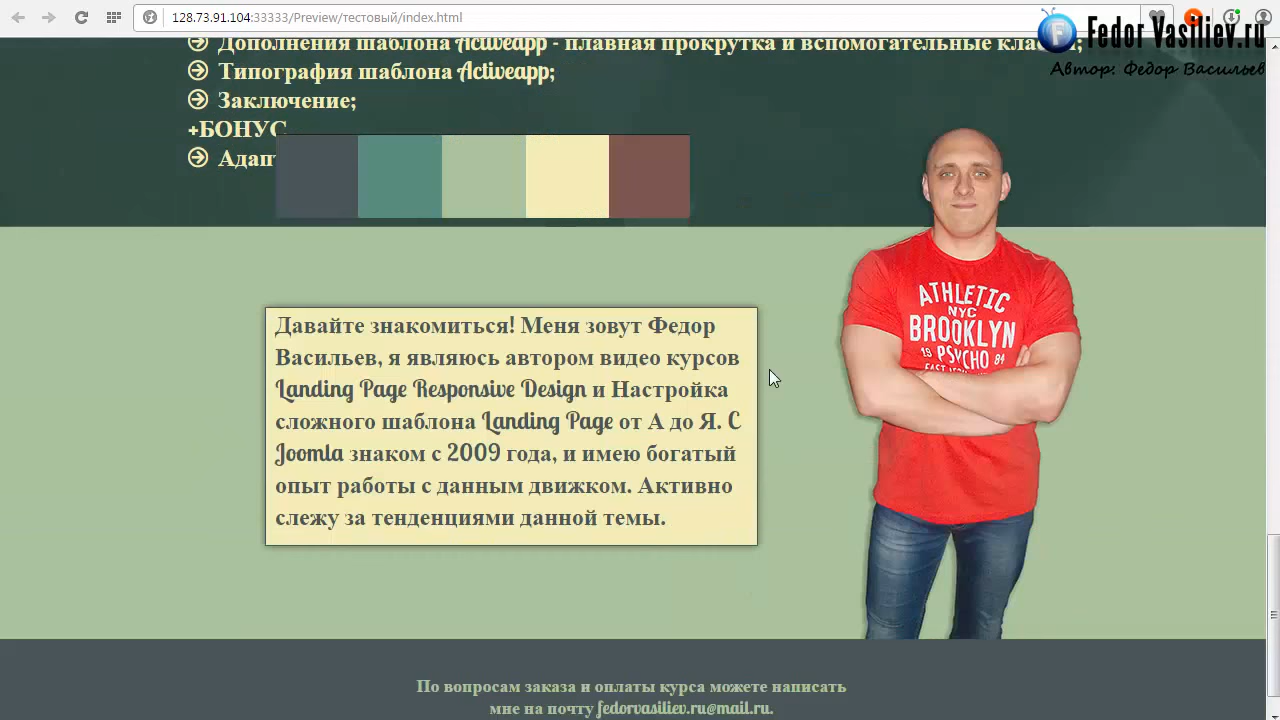 128.73.91.104:33333/Preview/тестовый/index.html
Fedor Vasiliev.ru
Автор: Федор Васильев
Дополнения шаблона Activeapp - плавная прокрутка и вспомогательные
Типография шаблона Activeapp;
Заключение;
+БОНУС
ATHLETIC
NYC
BROOKLYN
19 PSYCHO 84
Давайте знакомиться! Меня зовут Федор
Васильев, я являюсь автором видео курсов
Landing Page Responsive Design и Настройка
сложного шаблона Landing Page от А до Я. С
Joomla знаком с 2009 года, и имею богатый
опыт работы с данным движком. Активно
слежу за тенденциями данной темы.
По вопросам заказа и оплаты курса можете написать
мне на почту fedorvasiliev.ru@mail.ru.